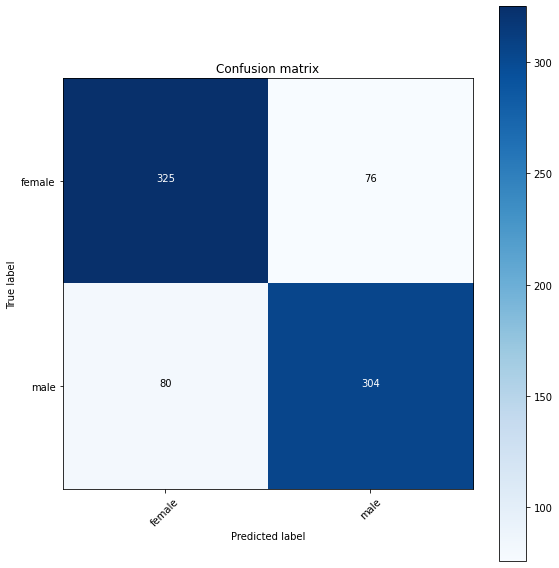 Confusion matrix
True label
female
325
76
male
80
304
female
male
Predicted label
300
250
200
150
100